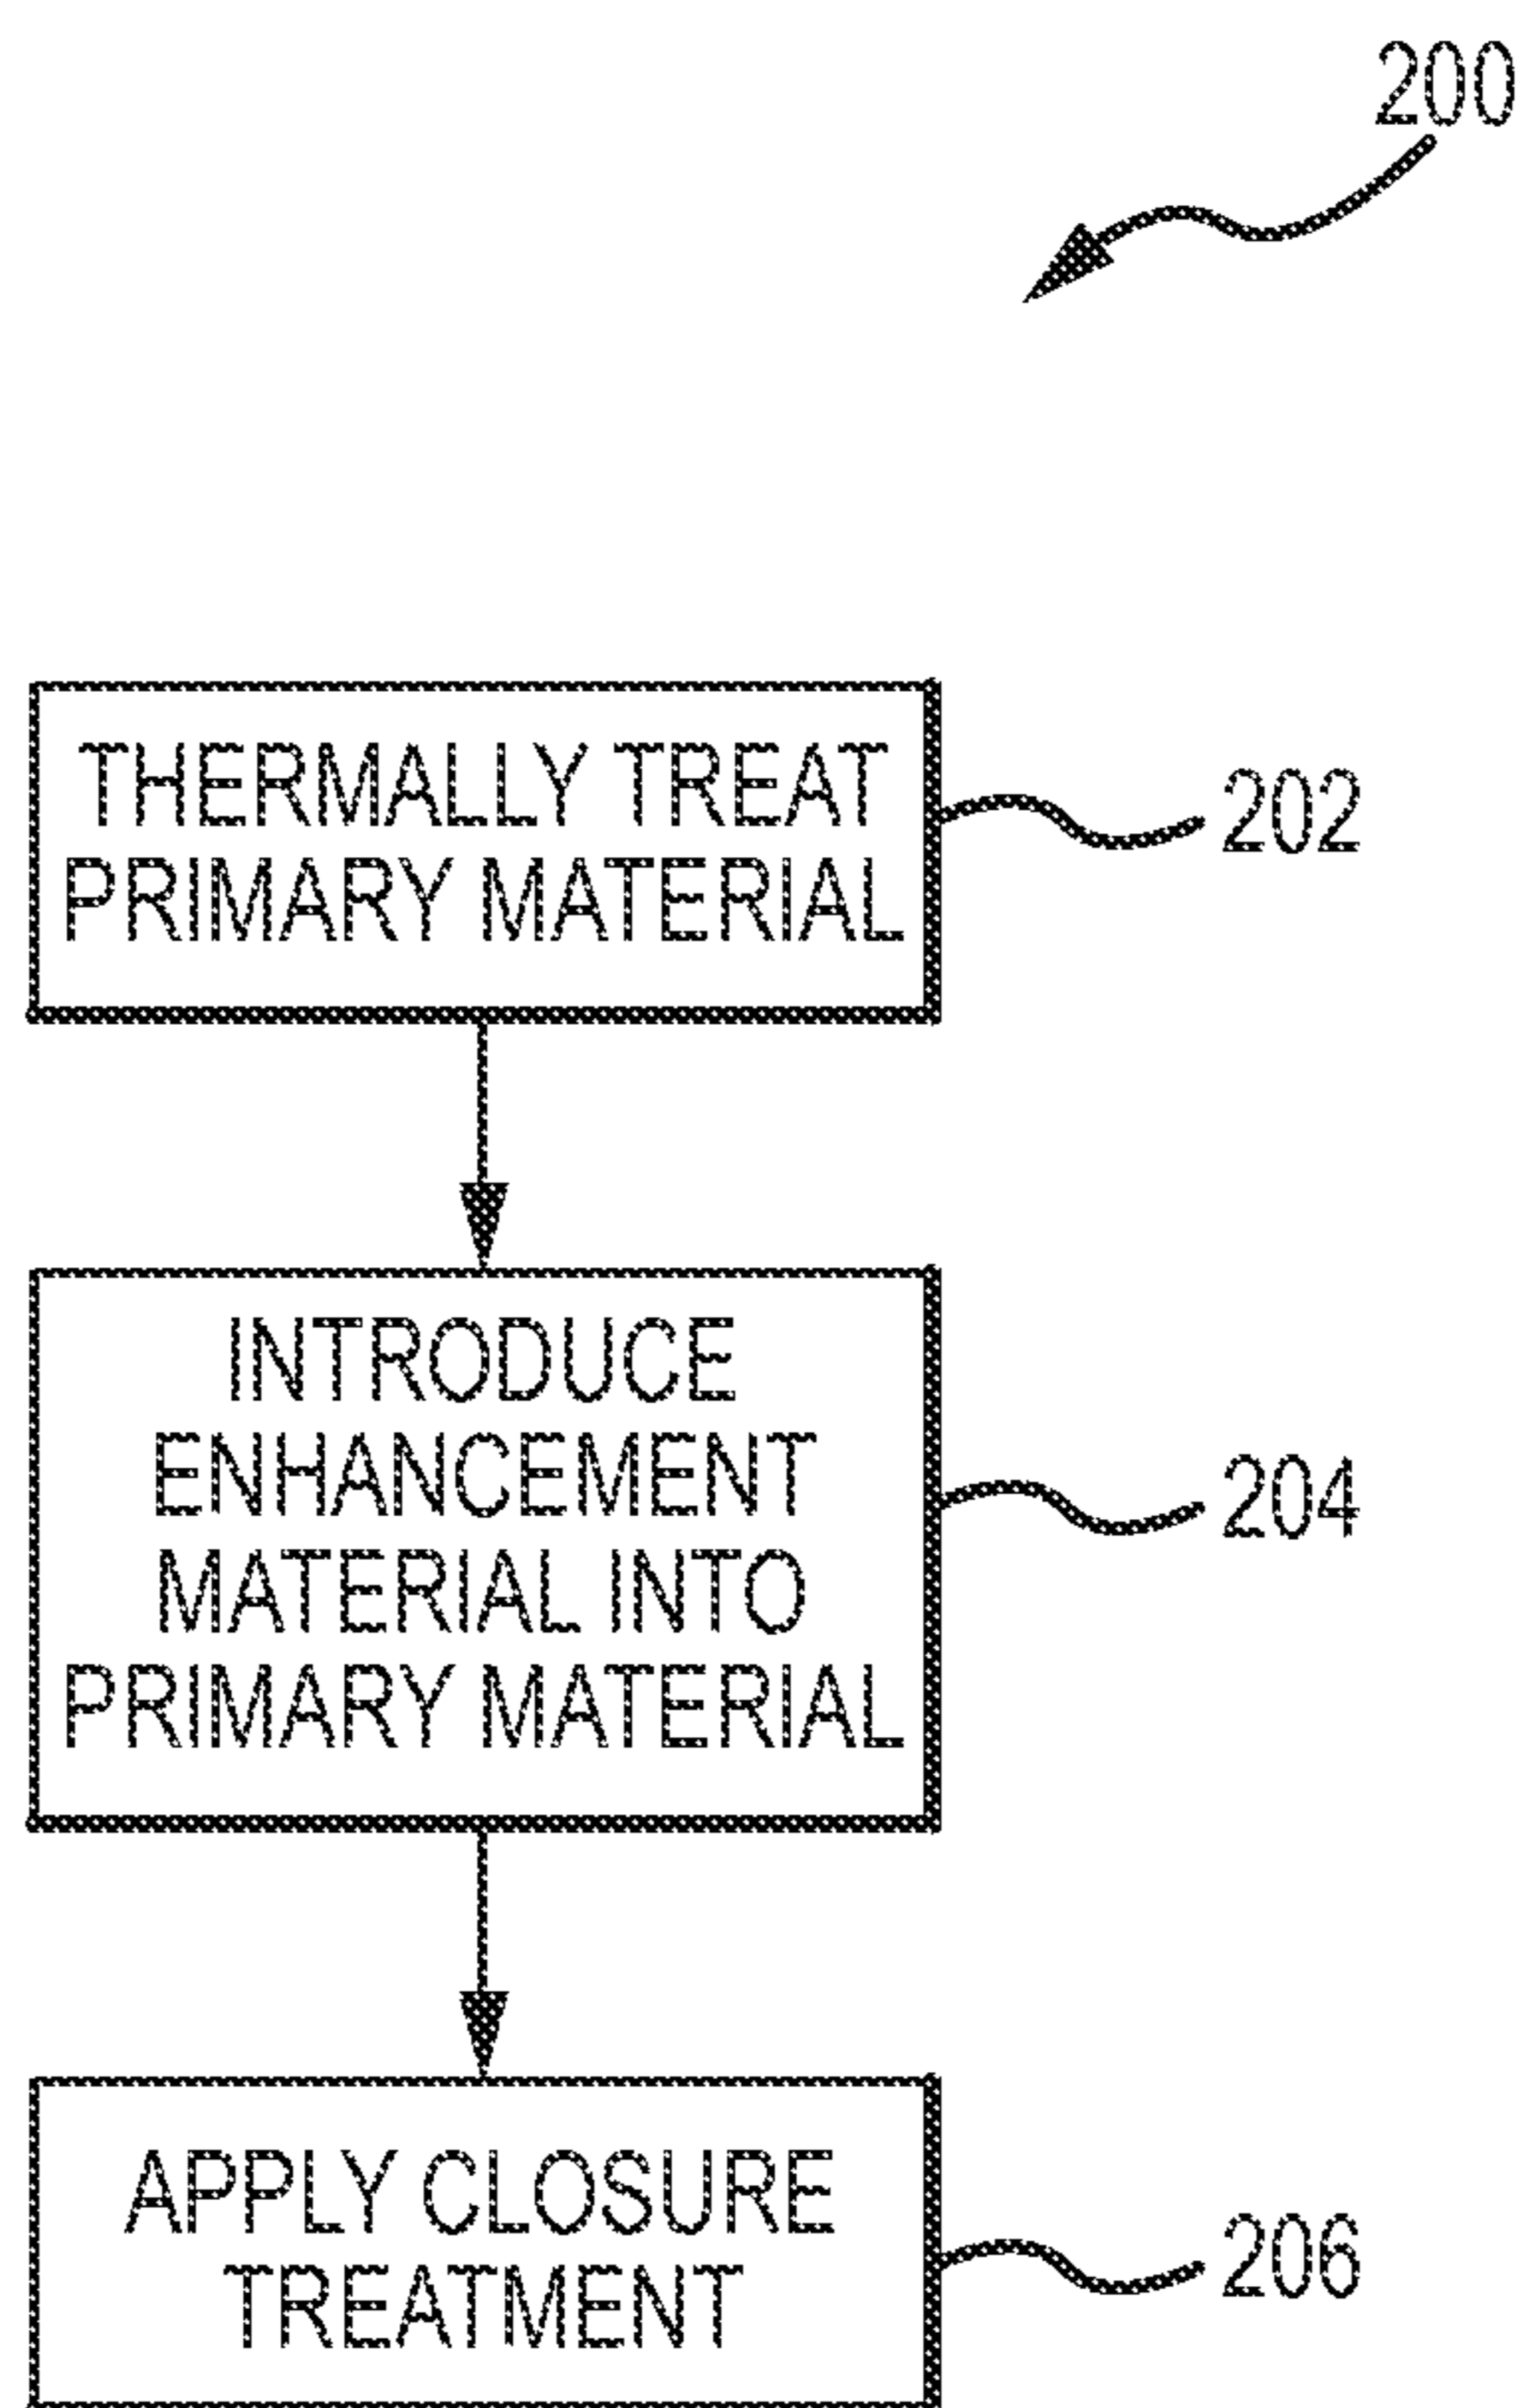 200
THERMALLY TREAT
PRIMARY MATERIAL
202
INTRODUCE
ENHANCEMENT
MATERIAL INTO
PRIMARY MATERIAL
204
APPLY CLOSURE
TREATMENT
206